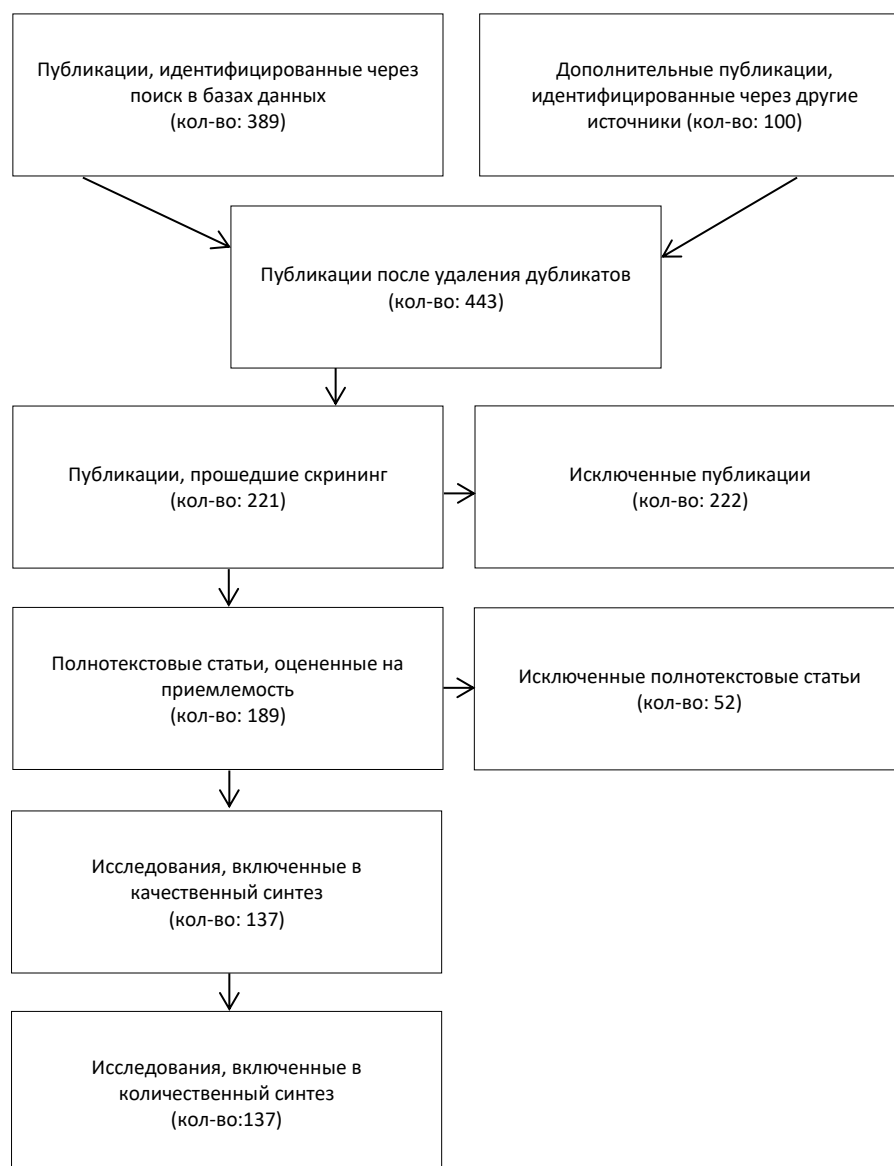 Публикации, идентифицированные через
поиск в базах данных
(кол-во: 389)
Дополнительные публикации,
идентифицированные через другие
источники (кол-во: 100)
Публикации после удаления дубликатов
(кол-во: 443)
Публикации, прошедшие скрининг
(кол-во: 221)
Исключенные публикации
(кол-во: 222)
Полнотекстовые статьи, оцененные на
приемлемость
(кол-во: 189)
Исключенные полнотекстовые статьи
(кол-во: 52)
Исследования, включенные в
качественный синтез
(кол-во: 137)
Исследования, включенные в
количественный синтез
(кол-во:137)